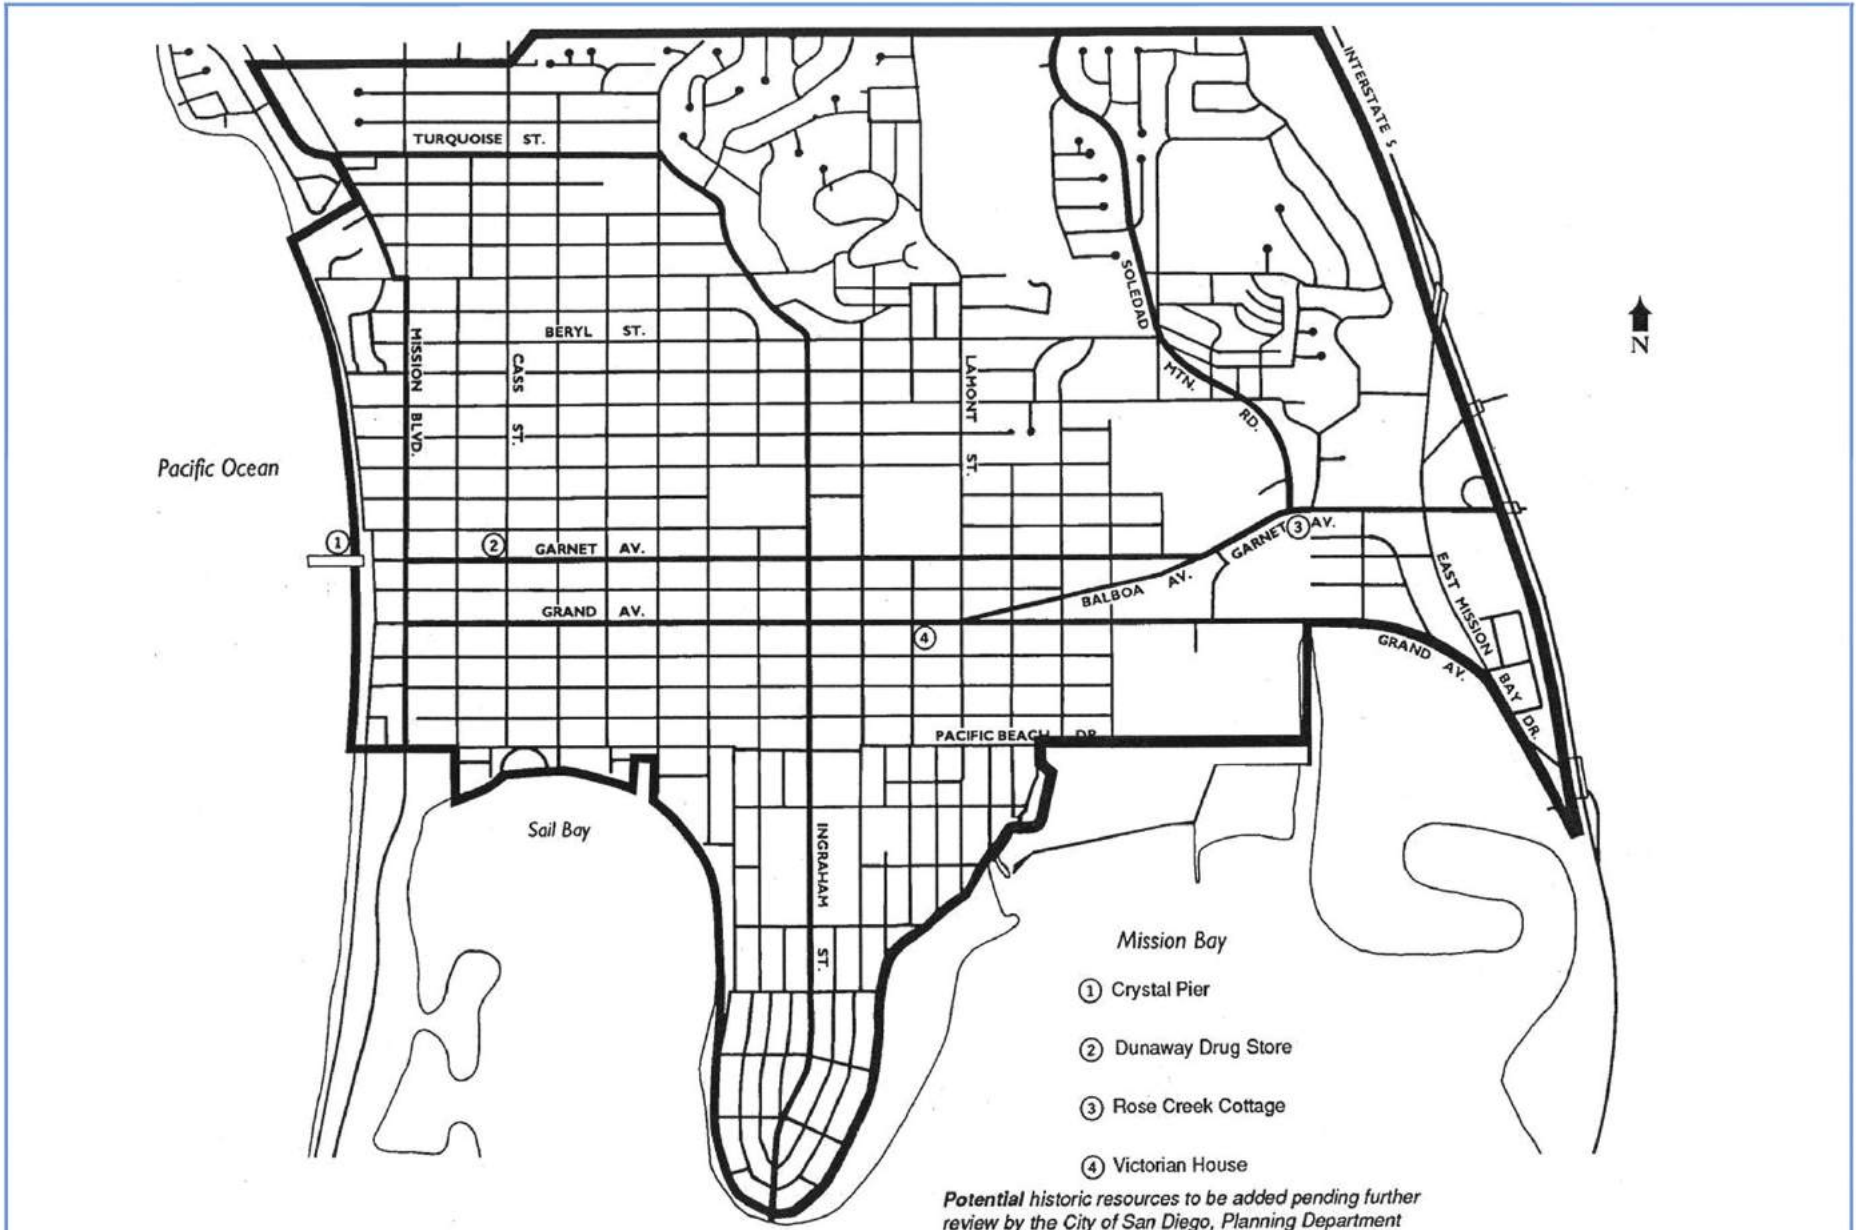 INTERSTATE 5
TURQUOISE ST.
SOLEDAD
MTN.
RD.
N
BERYL ST.
MISSION BLVD.
CASS ST.
LAMONT ST.
Pacific Ocean
1
2
GARNET AV.
GARNET AV.
3
BALBOA AV.
EAST MISSION
BAY
DR.
GRAND AV.
4
GRAND AV.
PACIFIC BEACH DR.
Sail Bay
INGRAHAM ST.
Mission Bay
1 Crystal Pier
2 Dunaway Drug Store
3 Rose Creek Cottage
4 Victorian House
Potential historic resources to be added pending further
review by the City of San Diego, Planning Department